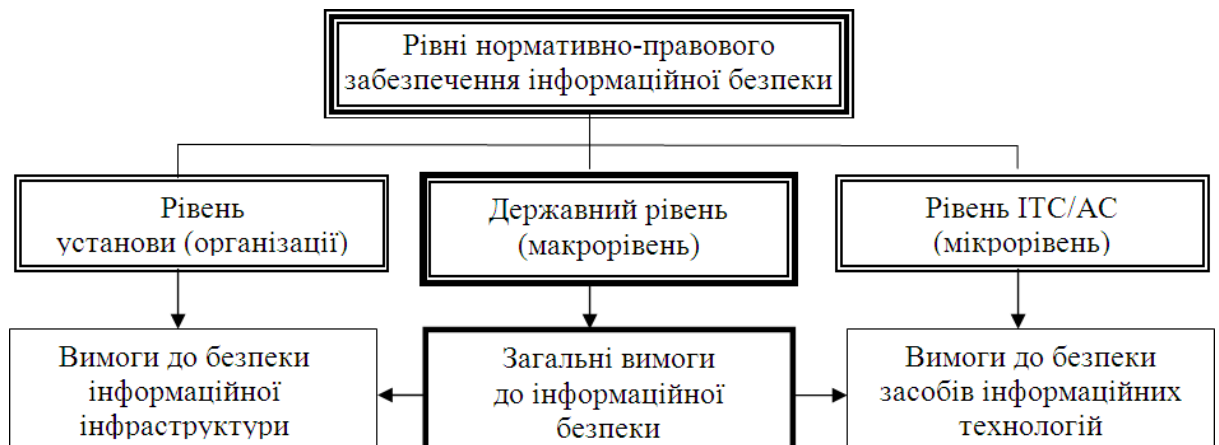 Рівні нормативно-правового
забезпечення інформаційної безпеки
Рівень
установи (організації)
Державний рівень
(макрорівень)
Рівень ІТС/АС
(мікрорівень)
Вимоги до безпеки
інформаційної
інфраструктури
Загальні вимоги
до інформаційної
безпеки
Вимоги до безпеки
засобів інформаційних
технологій